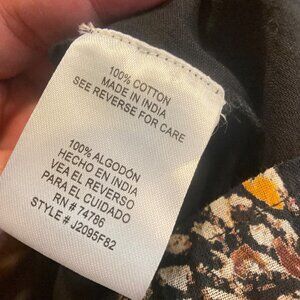 100% COTTON
MADE IN INDIA
SEE REVERSE FOR CARE
100% ALGODÓN
HECHO EN INDIA
VEA EL REVERSO
PARA EL CUIDADO
RN # 74786
STYLE # J2095F82